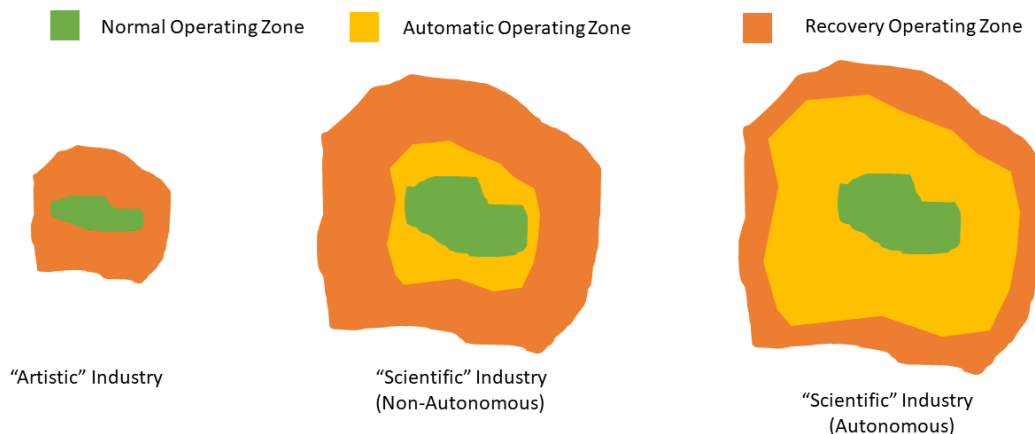 Normal Operating Zone
Automatic Operating Zone
Recovery Operating Zone
“Artistic” Industry
“Scientific” Industry
(Non-Autonomous)
“Scientific” Industry
(Autonomous)